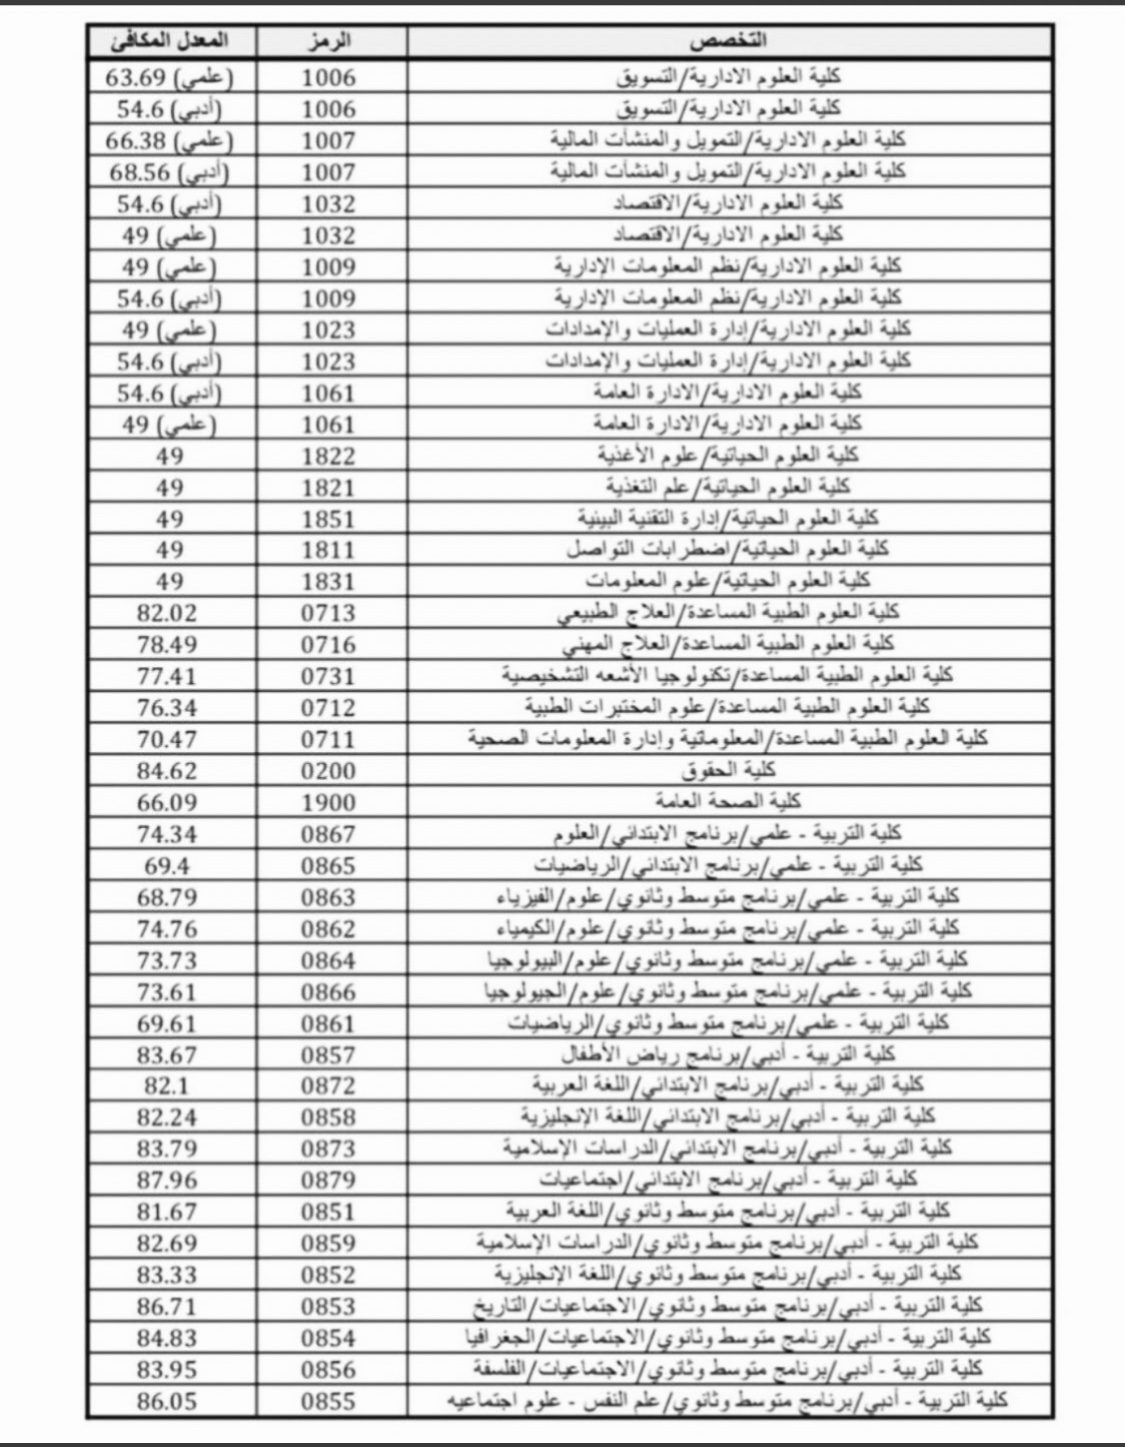 التخصص الرمز المعدل المكافئ
كلية العلوم الادارية/التسويق 1006 63.69 (علمي)
كلية العلوم الادارية/التسويق 1006 54.6 (أدبي)
كلية العلوم الادارية/التمويل والمنشآت المالية 1007 66.38 (علمي)
كلية العلوم الادارية/التمويل والمنشآت المالية 1007 68.56 (أدبي)
كلية العلوم الادارية/الاقتصاد 1032 54.6 (أدبي)
كلية العلوم الادارية/الاقتصاد 1032 49 (علمي)
كلية العلوم الادارية/نظم المعلومات الإدارية 1009 49 (علمي)
كلية العلوم الادارية/نظم المعلومات الإدارية 1009 54.6 (أدبي)
كلية العلوم الادارية/إدارة العمليات والإمدادات 1023 49 (علمي)
كلية العلوم الادارية/إدارة العمليات والإمدادات 1023 54.6 (أدبي)
كلية العلوم الادارية/الادارة العامة 1061 54.6 (أدبي)
كلية العلوم الادارية/الادارة العامة 1061 49 (علمي)
كلية العلوم الحياتية/علوم الأغذية 1822 49
كلية العلوم الحياتية/علم التغذية 1821 49
كلية العلوم الحياتية/إدارة التقنية البيئية 1851 49
كلية العلوم الحياتية/اضطرابات التواصل 1811 49
كلية العلوم الحياتية/علوم المعلومات 1831 49
كلية العلوم الطبية المساعدة/العلاج الطبيعي 0713 82.02
كلية العلوم الطبية المساعدة/العلاج المهني 0716 78.49
كلية العلوم الطبية المساعدة/تكنولوجيا الأشعه التشخيصية 0731 77.41
كلية العلوم الطبية المساعدة/علوم المختبرات الطبية 0712 76.34
كلية العلوم الطبية المساعدة/المعلوماتية وإدارة المعلومات الصحية 0711 70.47
كلية الحقوق 0200 84.62
كلية الصحة العامة 1900 66.09
كلية التربية - علمي/برنامج الابتدائي/العلوم 0867 74.34
كلية التربية - علمي/برنامج الابتدائي/الرياضيات 0865 69.4
كلية التربية - علمي/برنامج متوسط وثانوي/علوم/الفيزياء 0863 68.79
كلية التربية - علمي/برنامج متوسط وثانوي/علوم/الكيمياء 0862 74.76
كلية التربية - علمي/برنامج متوسط وثانوي/علوم/البيولوجيا 0864 73.73
كلية التربية - علمي/برنامج متوسط وثانوي/علوم/الجيولوجيا 0866 73.61
كلية التربية - علمي/برنامج متوسط وثانوي/الرياضيات 0861 69.61
كلية التربية - أدبي/برنامج رياض الأطفال 0857 83.67
كلية التربية - أدبي/برنامج الابتدائي/اللغة العربية 0872 82.1
كلية التربية - أدبي/برنامج الابتدائي/اللغة الإنجليزية 0858 82.24
كلية التربية - أدبي/برنامج الابتدائي/الدراسات الإسلامية 0873 83.79
كلية التربية - أدبي/برنامج الابتدائي/اجتماعيات 0879 87.96
كلية التربية - أدبي/برنامج متوسط وثانوي/اللغة العربية 0851 81.67
كلية التربية - أدبي/برنامج متوسط وثانوي/الدراسات الإسلامية 0859 82.69
كلية التربية - أدبي/برنامج متوسط وثانوي/اللغة الإنجليزية 0852 83.33
كلية التربية - أدبي/برنامج متوسط وثانوي/الاجتماعيات/التاريخ 0853 86.71
كلية التربية - أدبي/برنامج متوسط وثانوي/الاجتماعيات/الجغرافيا 0854 84.83
كلية التربية - أدبي/برنامج متوسط وثانوي/الاجتماعيات/الفلسفة 0856 83.95
كلية التربية - أدبي/برنامج متوسط وثانوي/علم النفس - علوم اجتماعيه 0855 86.05